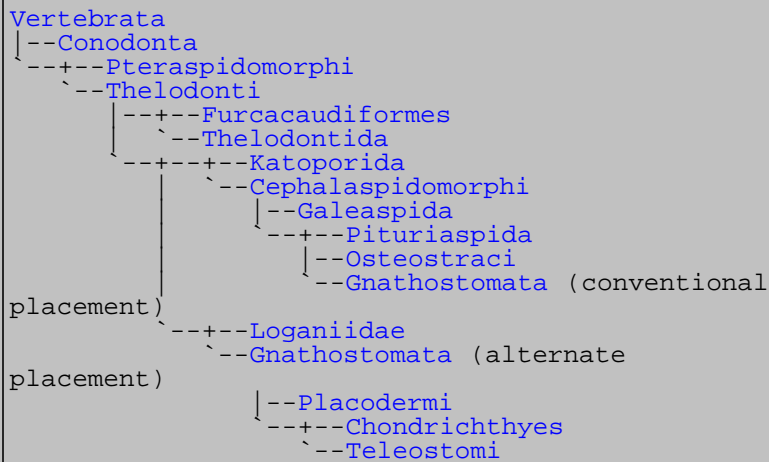 Vertebrata
|--Conodonta
`--+--Pteraspidomorphi
`--Thelodonti
|--+--Furcacaudiformes
| `--Thelodontida
`--+--+--Katoporida
| `--Cephalaspidomorphi
| |--Galeaspida
| `--+--Pituriaspida
| |--Osteostraci
| `--Gnathostomata (conventional
placement)
`--+--Loganiidae
`--Gnathostomata (alternate
placement)
|--Placodermi
`--+--Chondrichthyes
`--Teleostomi